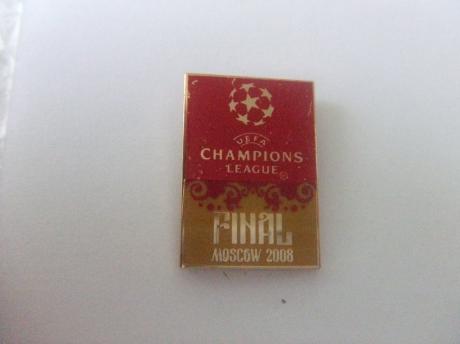 UEFA
CHAMPIONS
LEAGUE®
FINAL
MOSCOW 2008